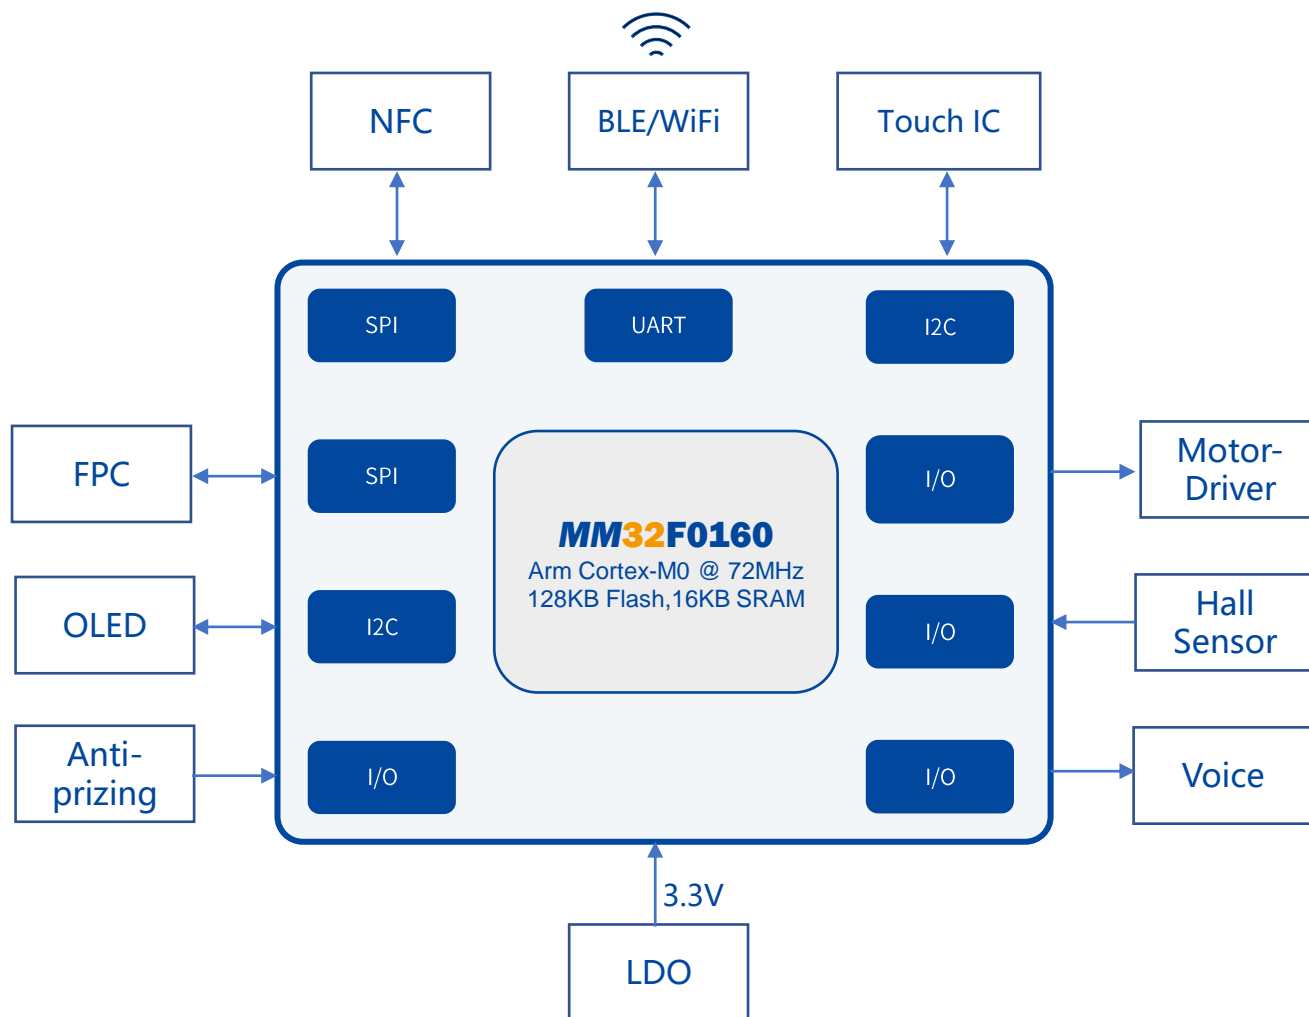 NFC
BLE/WiFi
Touch IC
SPI
UART
I2C
FPC
SPI
I/O
Motor-
Driver
MM32F0160
Arm Cortex-M0 @ 72MHz
128KB Flash,16KB SRAM
OLED
I2C
I/O
Hall
Sensor
Anti-
prizing
I/O
I/O
Voice
3.3V
LDO